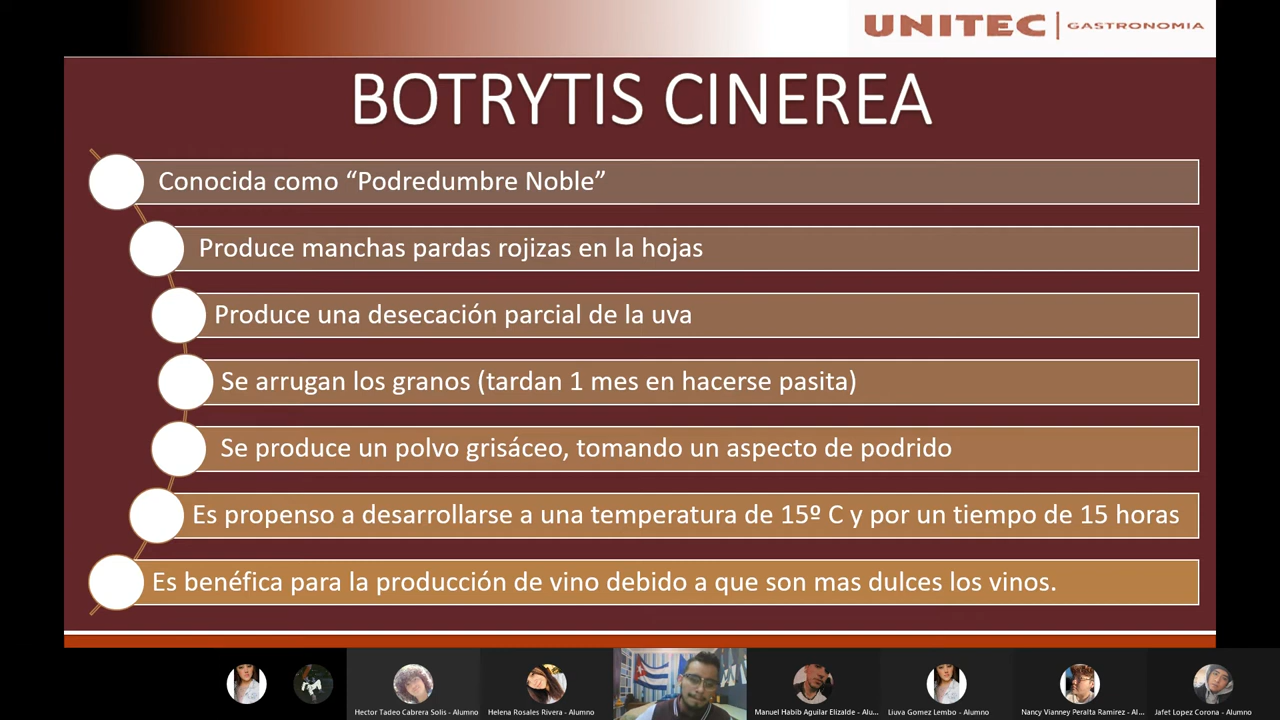 UNITEC | GASTRONOMIA
BOTRYTIS CINEREA
Conocida como “Podredumbre Noble”
Produce manchas pardas rojizas en la hojas
Produce una desecación parcial de la uva
Se arrugan los granos (tardan 1 mes en hacerse pasita)
Se produce un polvo grisáceo, tomando un aspecto de podrido
Es propenso a desarrollarse a una temperatura de 15º C y por un tiempo de 15 horas
Es benéfica para la producción de vino debido a que son mas dulces los vinos.
Hector Tadeo Cabrera Solis - Alumno
Helena Rosales Rivera - Alumno
Manuel Habib Aguilar Elizalde - Alu...
Liuva Gomez Lembo - Alumno
Nancy Vianney Peralta Ramirez - Al...
Jafet Lopez Corona - Alumno